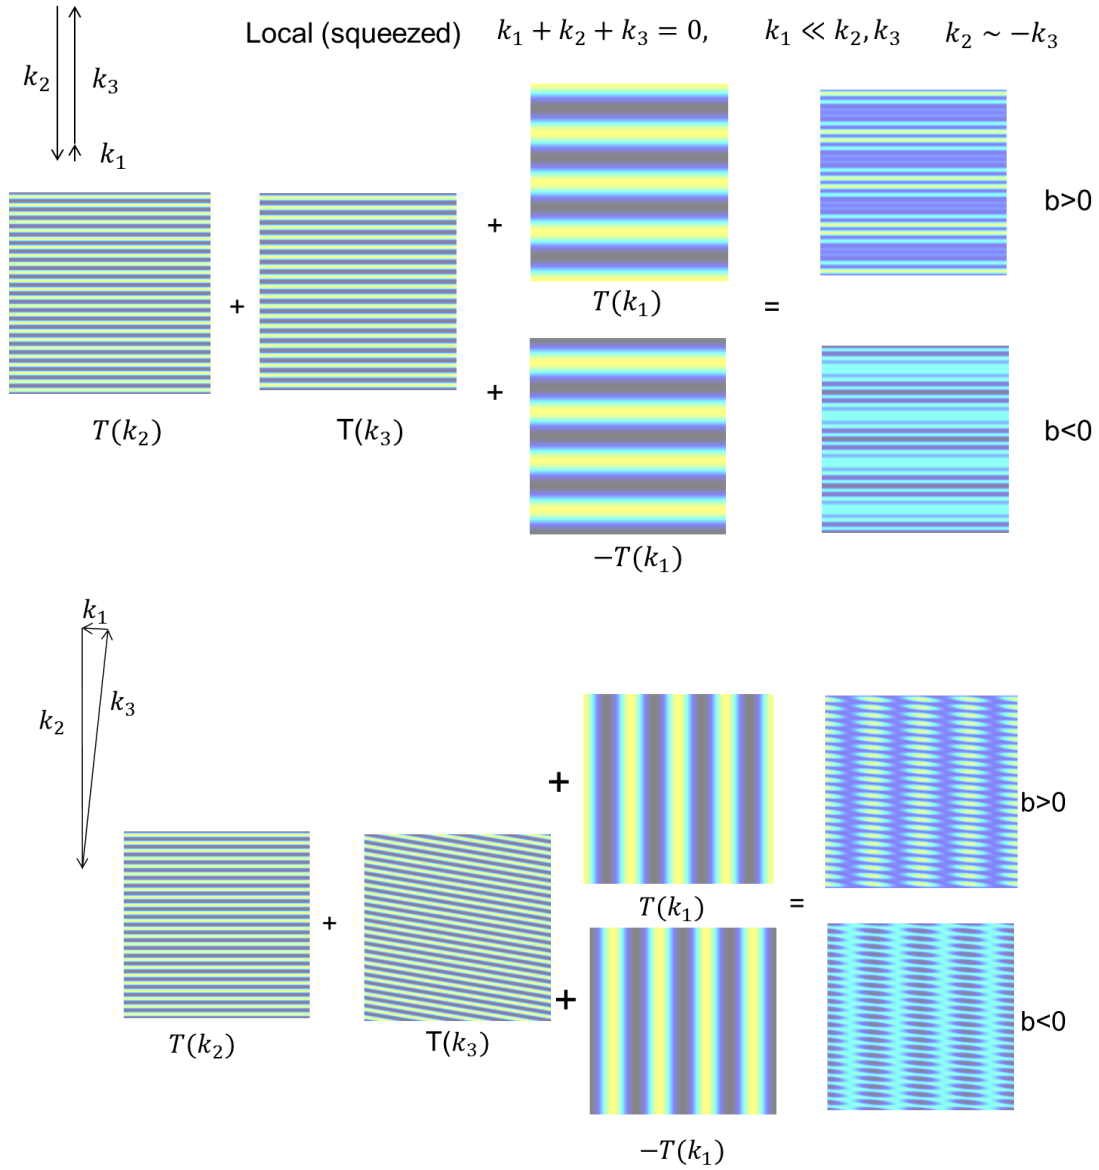 Local (squeezed) k₁ + k₂ + k₃ = 0, k₁ ≪ k₂, k₃ k₂ ~ −k₃
k₂ k₃
k₁
b>0
+
T(k₁)
+ =
+
T(k₂) T(k₃) b<0
−T(k₁)
k₁
k₃
k₂
+ b>0
T(k₁) =
+
+ b<0
T(k₂) T(k₃)
−T(k₁)